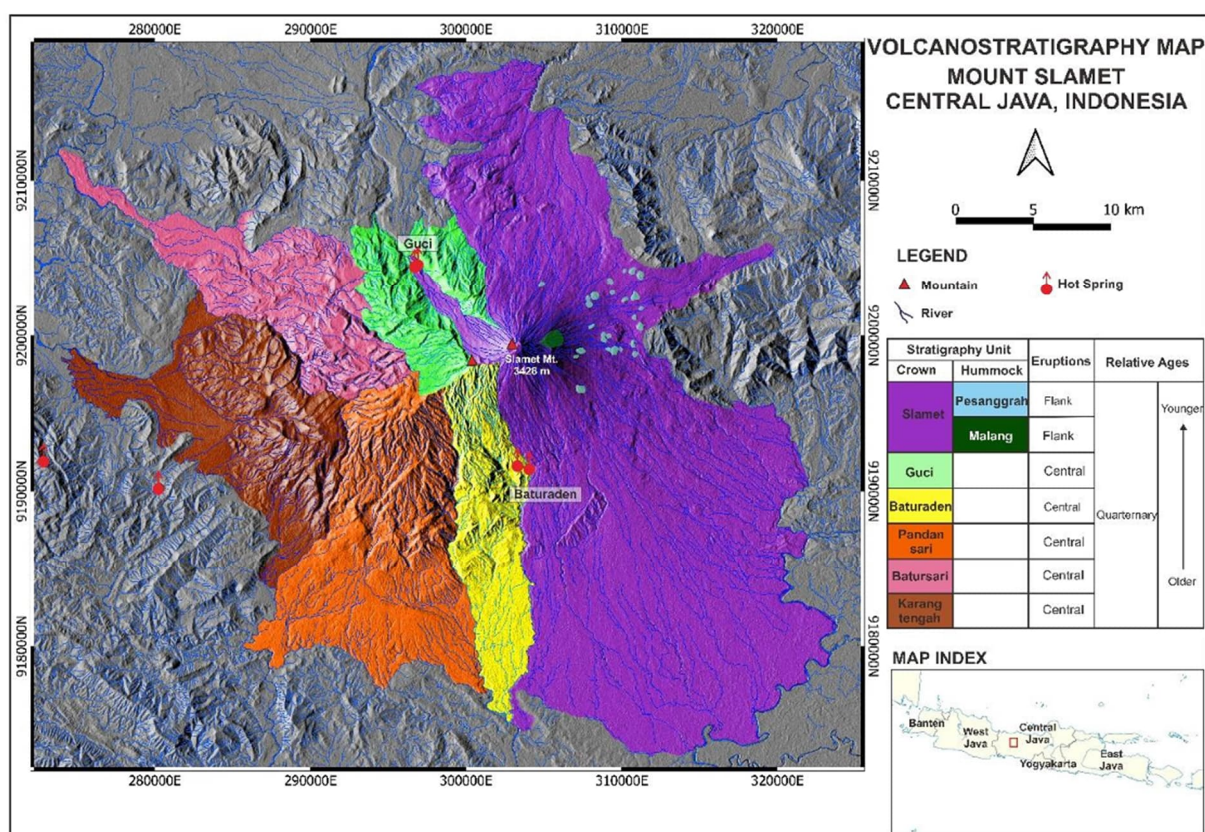 280000E 290000E 300000E 310000E 320000E
9210000N
9200000N
9190000N
9180000N
Guci
Slamet Mt.
3428 m
Baturaden
9210000N
9200000N
9190000N
9180000N
280000E 290000E 300000E 310000E 320000E
VOLCANOSTRATIGRAPHY MAP
MOUNT SLAMET
CENTRAL JAVA, INDONESIA
0 5 10 km
LEGEND
Mountain Hot Spring
River
Stratigraphy Unit Eruptions Relative Ages
Crown Hummock
Slamet Pesanggrah Flank Younger
Malang Flank
Guci Central
Baturaden Central Quarternary
Pandan
sari Central
Batursari Central Older
Karang
tengah Central
MAP INDEX
Banten
West
Java
Central
Java
Yogyakarta
East
Java